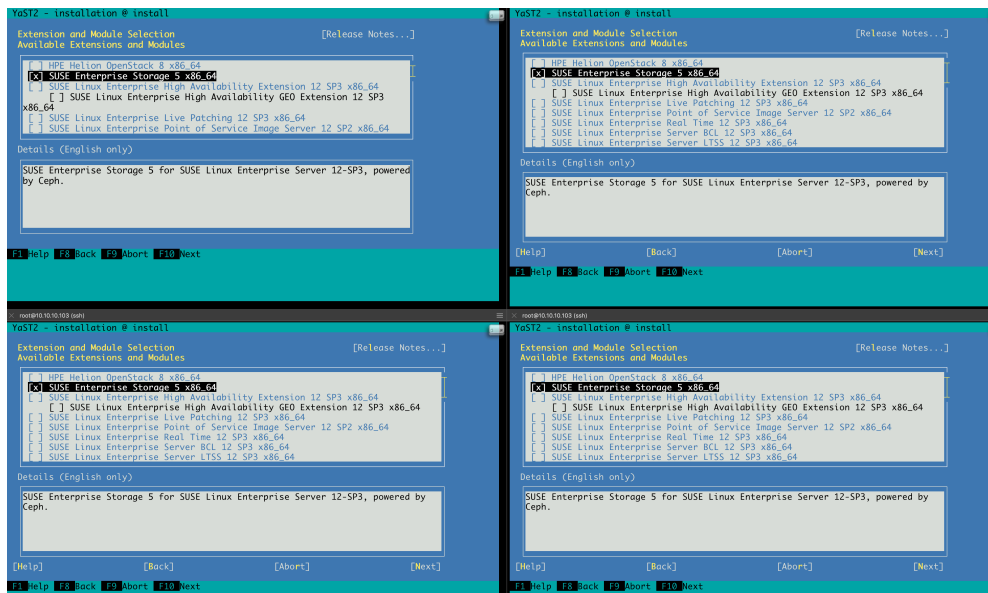 YaST2 - installation @ install
Extension and Module Selection [Release Notes...]
Available Extensions and Modules
[ ] HPE Helion OpenStack 8 x86_64
[x] SUSE Enterprise Storage 5 x86_64
[ ] SUSE Linux Enterprise High Availability Extension 12 SP3 x86_64
[ ] SUSE Linux Enterprise High Availability GEO Extension 12 SP3
x86_64
[ ] SUSE Linux Enterprise Live Patching 12 SP3 x86_64
[ ] SUSE Linux Enterprise Point of Service Image Server 12 SP2 x86_64
Details (English only)
SUSE Enterprise Storage 5 for SUSE Linux Enterprise Server 12-SP3, powered
by Ceph.
F1 Help F8 Back F9 Abort F10 Next
YaST2 - installation @ install
Extension and Module Selection [Release Notes...]
Available Extensions and Modules
[ ] HPE Helion OpenStack 8 x86_64
[x] SUSE Enterprise Storage 5 x86_64
[ ] SUSE Linux Enterprise High Availability Extension 12 SP3 x86_64
[ ] SUSE Linux Enterprise High Availability GEO Extension 12 SP3 x86_64
[ ] SUSE Linux Enterprise Live Patching 12 SP3 x86_64
[ ] SUSE Linux Enterprise Point of Service Image Server 12 SP2 x86_64
[ ] SUSE Linux Enterprise Real Time 12 SP3 x86_64
[ ] SUSE Linux Enterprise Server BCL 12 SP3 x86_64
[ ] SUSE Linux Enterprise Server LTSS 12 SP3 x86_64
Details (English only)
SUSE Enterprise Storage 5 for SUSE Linux Enterprise Server 12-SP3, powered by
Ceph.
[Help] [Back] [Abort] [Next]
F1 Help F8 Back F9 Abort F10 Next
root@10.10.10.103 (ssh)
YaST2 - installation @ install
Extension and Module Selection [Release Notes...]
Available Extensions and Modules
[ ] HPE Helion OpenStack 8 x86_64
[x] SUSE Enterprise Storage 5 x86_64
[ ] SUSE Linux Enterprise High Availability Extension 12 SP3 x86_64
[ ] SUSE Linux Enterprise High Availability GEO Extension 12 SP3 x86_64
[ ] SUSE Linux Enterprise Live Patching 12 SP3 x86_64
[ ] SUSE Linux Enterprise Point of Service Image Server 12 SP2 x86_64
[ ] SUSE Linux Enterprise Real Time 12 SP3 x86_64
[ ] SUSE Linux Enterprise Server BCL 12 SP3 x86_64
[ ] SUSE Linux Enterprise Server LTSS 12 SP3 x86_64
Details (English only)
SUSE Enterprise Storage 5 for SUSE Linux Enterprise Server 12-SP3, powered by
Ceph.
[Help] [Back] [Abort] [Next]
F1 Help F8 Back F9 Abort F10 Next
root@10.10.10.103 (ssh)
YaST2 - installation @ install
Extension and Module Selection [Release Notes...]
Available Extensions and Modules
[ ] HPE Helion OpenStack 8 x86_64
[x] SUSE Enterprise Storage 5 x86_64
[ ] SUSE Linux Enterprise High Availability Extension 12 SP3 x86_64
[ ] SUSE Linux Enterprise High Availability GEO Extension 12 SP3 x86_64
[ ] SUSE Linux Enterprise Live Patching 12 SP3 x86_64
[ ] SUSE Linux Enterprise Point of Service Image Server 12 SP2 x86_64
[ ] SUSE Linux Enterprise Real Time 12 SP3 x86_64
[ ] SUSE Linux Enterprise Server BCL 12 SP3 x86_64
[ ] SUSE Linux Enterprise Server LTSS 12 SP3 x86_64
Details (English only)
SUSE Enterprise Storage 5 for SUSE Linux Enterprise Server 12-SP3, powered by
Ceph.
[Help] [Back] [Abort] [Next]
F1 Help F8 Back F9 Abort F10 Next